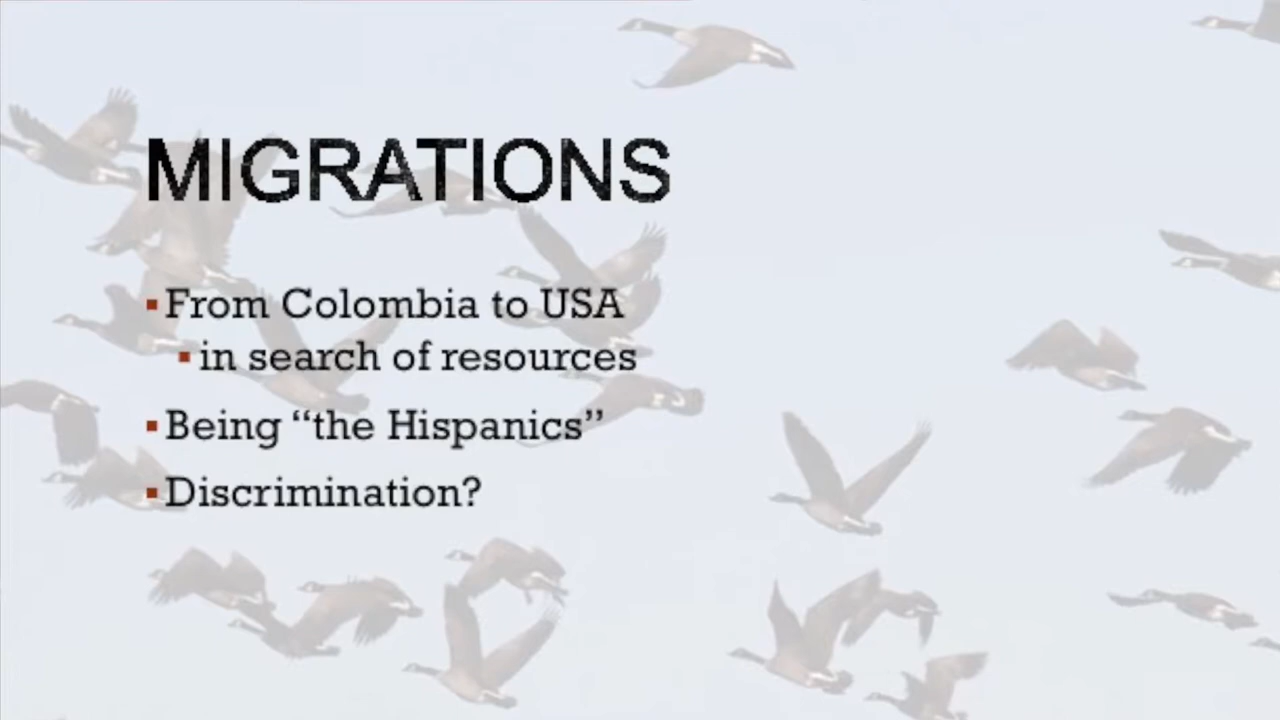 MIGRATIONS
▪From Colombia to USA
▪in search of resources
▪Being “the Hispanics”
▪Discrimination?